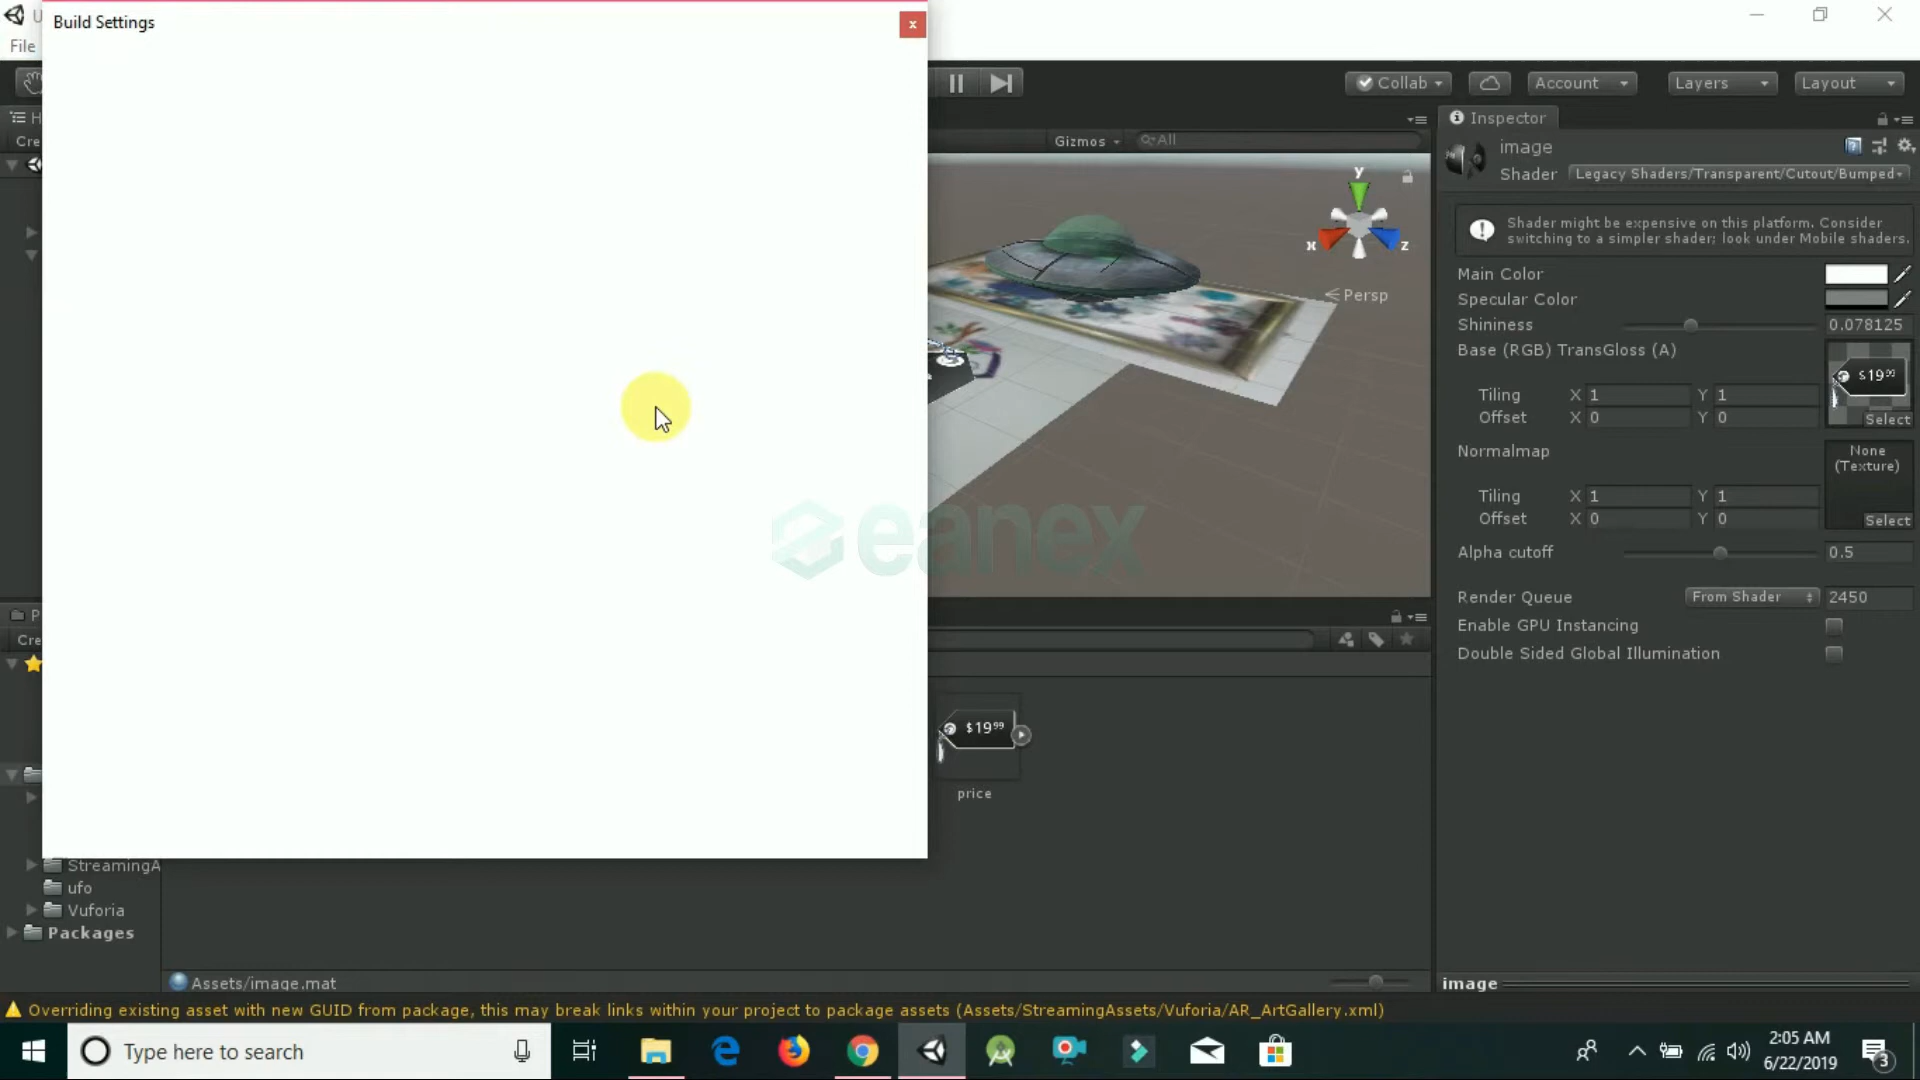 Build Settings
x
File
Collab
Account
Layers
Layout
Inspector
Cre
Gizmos
All
image
Shader
Legacy Shaders/Transparent/Cutout/Bumped
Shader might be expensive on this platform. Consider
switching to a simpler shader; look under Mobile shaders.
y
x
z
Persp
Main Color
Specular Color
Shininess
0.078125
Base (RGB) TransGloss (A)
$19⁹⁹
Tiling X 1 Y 1
Offset X 0 Y 0
Select
Normalmap
None
(Texture)
Tiling X 1 Y 1
Offset X 0 Y 0
Select
eanex
Alpha cutoff
0.5
Render Queue
From Shader
2450
Enable GPU Instancing
Double Sided Global Illumination
Cre
$19⁹⁹
price
StreamingA
ufo
Vuforia
Packages
Assets/image.mat
image
Overriding existing asset with new GUID from package, this may break links within your project to package assets (Assets/StreamingAssets/Vuforia/AR_ArtGallery.xml)
Type here to search
2:05 AM
6/22/2019
3